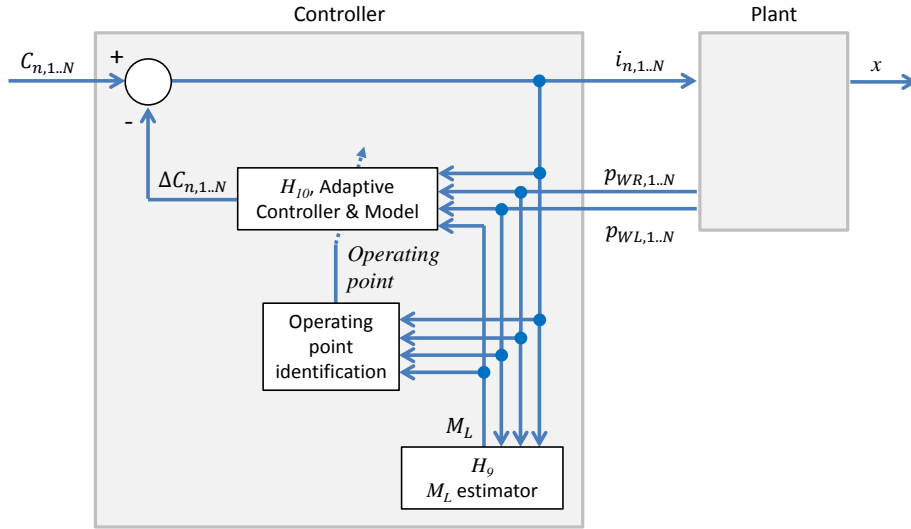 Controller
Plant
C_{n,1..N}
+
-
i_{n,1..N}
x
ΔC_{n,1..N}
H_{10}, Adaptive
Controller & Model
p_{WR,1..N}
p_{WL,1..N}
Operating
point
Operating
point
identification
M_L
H_9
M_L estimator